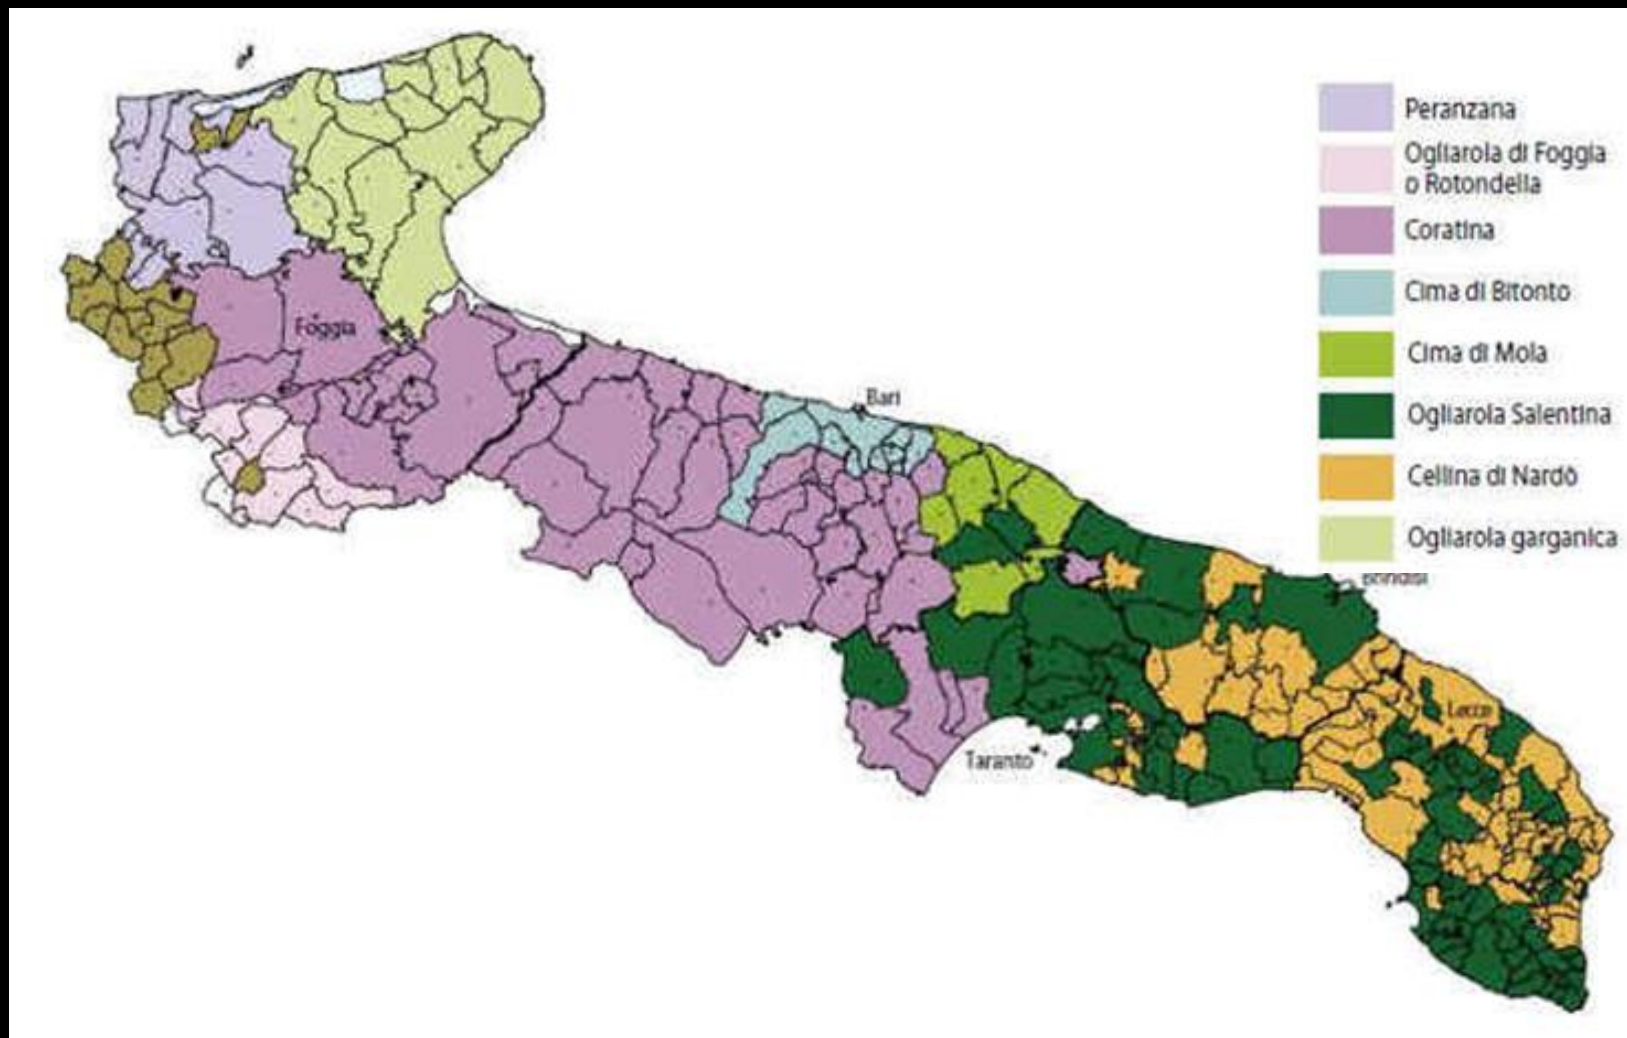 Peranzana
Ogliarola di Foggia
o Rotondella
Coratina
Cima di Bitonto
Cima di Mola
Ogliarola Salentina
Cellina di Nardò
Ogliarola garganica
Foggia
Bari
Brindisi
Lecce
Taranto